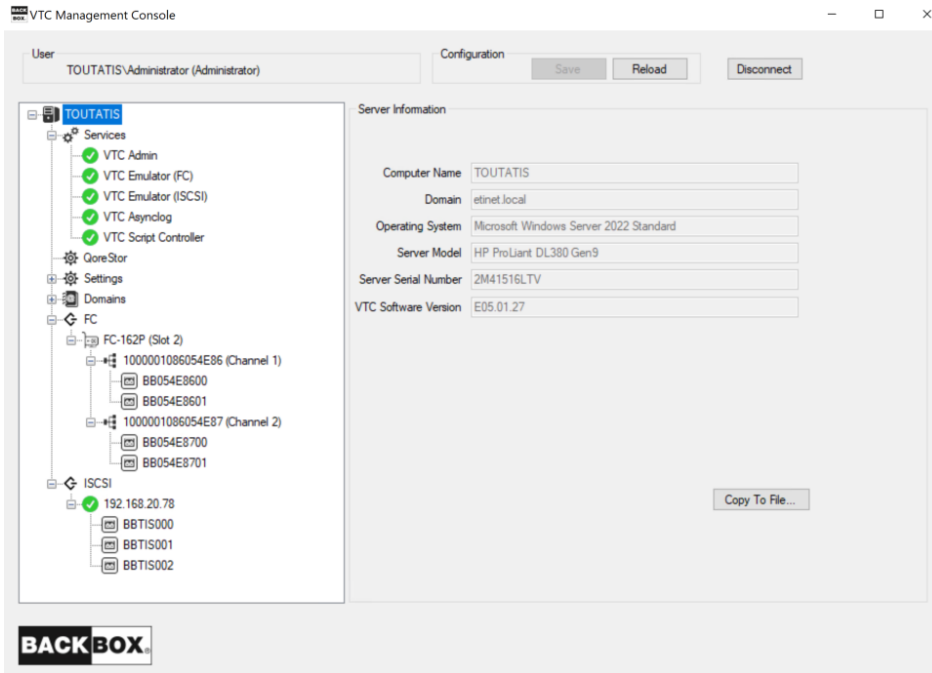 BACK BOX VTC Management Console
User
TOUTATIS\Administrator (Administrator)
Configuration
Save
Reload
Disconnect
TOUTATIS
Services
VTC Admin
VTC Emulator (FC)
VTC Emulator (ISCSI)
VTC Asynclog
VTC Script Controller
QoreStor
Settings
Domains
FC
FC-162P (Slot 2)
1000001086054E86 (Channel 1)
BB054E8600
BB054E8601
1000001086054E87 (Channel 2)
BB054E8700
BB054E8701
ISCSI
192.168.20.78
BBTIS000
BBTIS001
BBTIS002
Server Information
Computer Name TOUTATIS
Domain etinet.local
Operating System Microsoft Windows Server 2022 Standard
Server Model HP ProLiant DL380 Gen9
Server Serial Number 2M41516LTV
VTC Software Version E05.01.27
Copy To File...
BACKBOX®